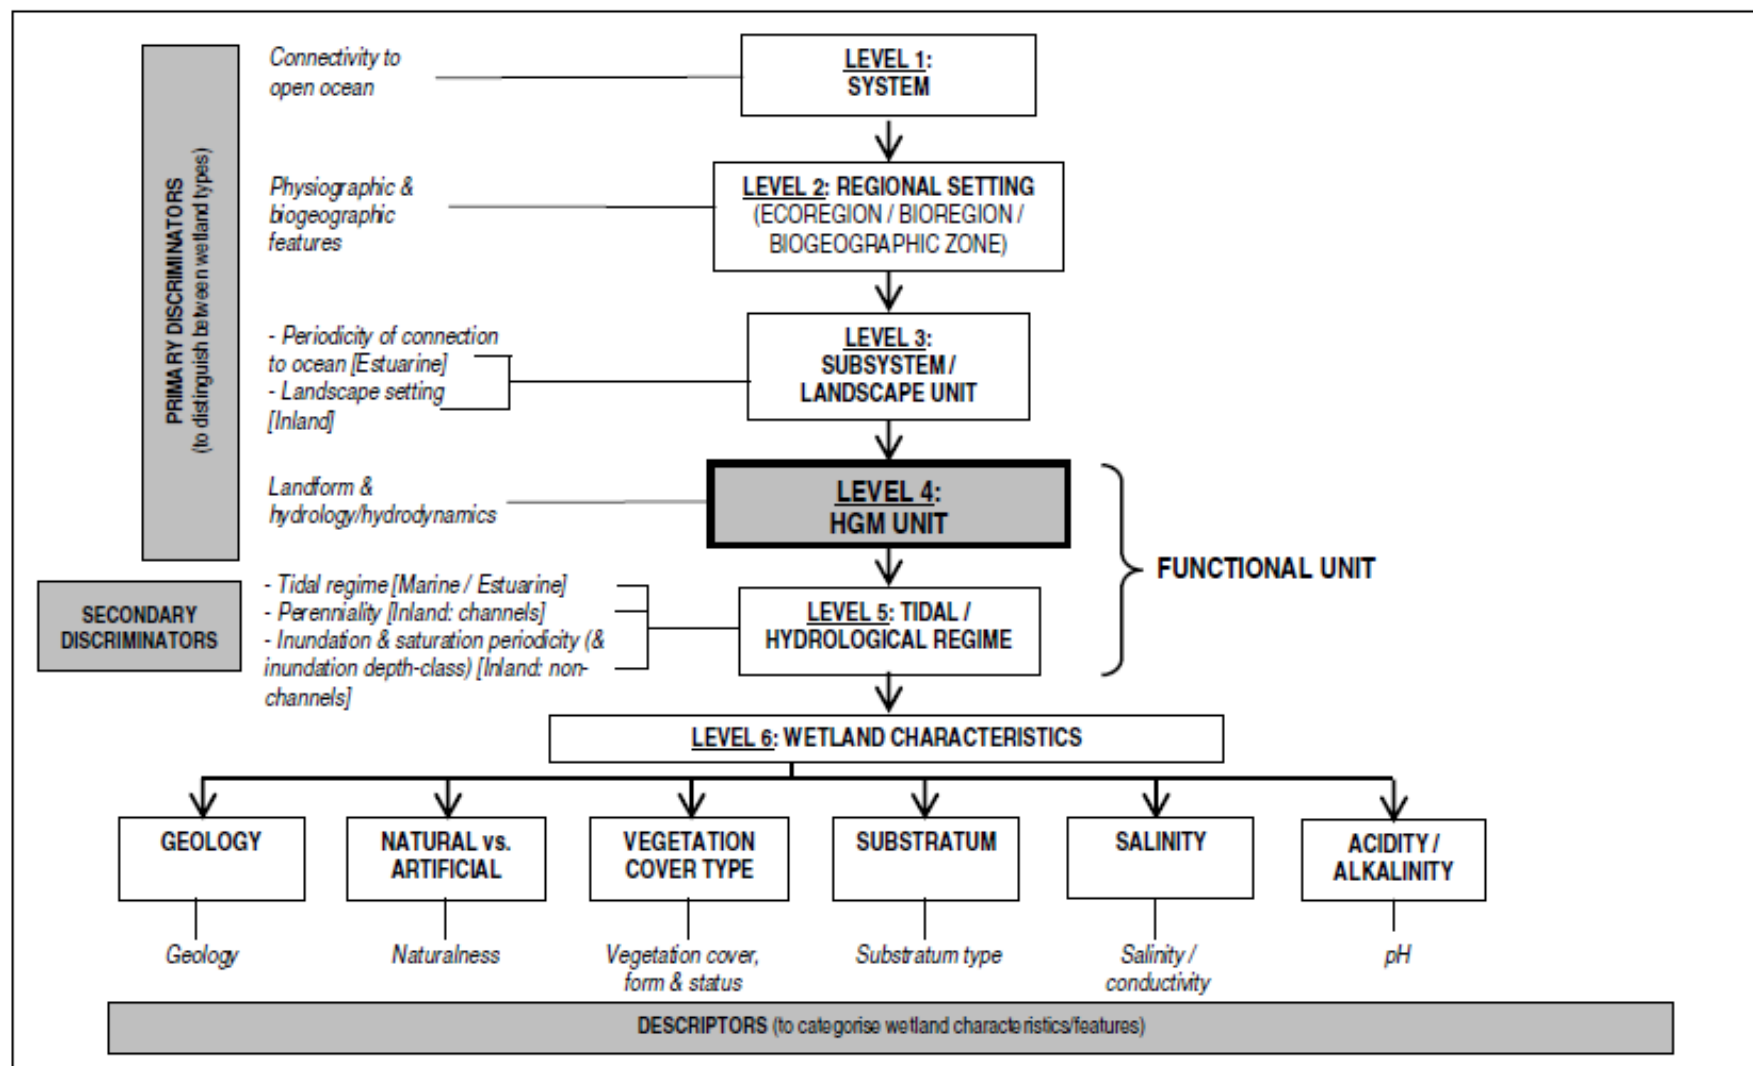 PRIMARY DISCRIMINATORS
(to distinguish between wetland types)
Connectivity to
open ocean
LEVEL 1:
SYSTEM
Physiographic &
biogeographic
features
LEVEL 2: REGIONAL SETTING
(ECOREGION / BIOREGION /
BIOGEOGRAPHIC ZONE)
- Periodicity of connection
to ocean [Estuarine]
- Landscape setting
[Inland]
LEVEL 3:
SUBSYSTEM /
LANDSCAPE UNIT
Landform &
hydrology/hydrodynamics
LEVEL 4:
HGM UNIT
FUNCTIONAL UNIT
SECONDARY
DISCRIMINATORS
- Tidal regime [Marine / Estuarine]
- Perenniality [Inland: channels]
- Inundation & saturation periodicity (&
inundation depth-class) [Inland: non-
channels]
LEVEL 5: TIDAL /
HYDROLOGICAL REGIME
LEVEL 6: WETLAND CHARACTERISTICS
GEOLOGY
NATURAL vs.
ARTIFICIAL
VEGETATION
COVER TYPE
SUBSTRATUM
SALINITY
ACIDITY /
ALKALINITY
Geology
Naturalness
Vegetation cover,
form & status
Substratum type
Salinity /
conductivity
pH
DESCRIPTORS (to categorise wetland characteristics/features)